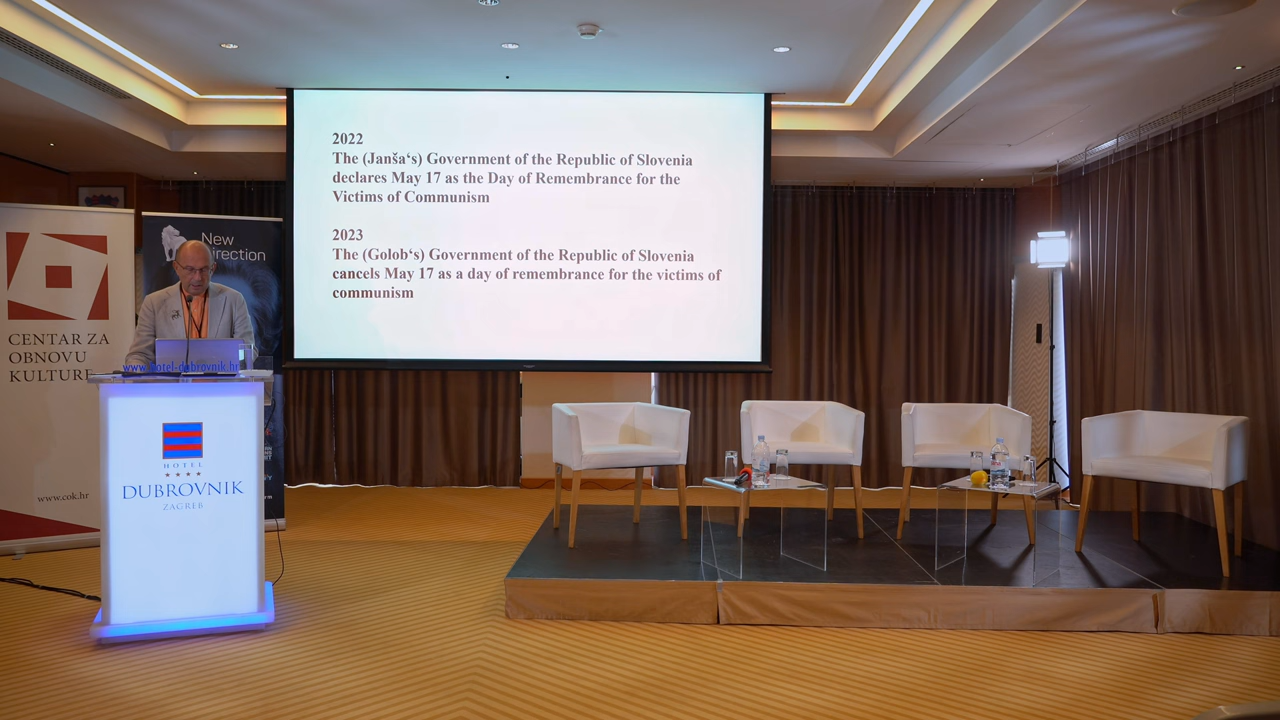 2022
The (Janša‘s) Government of the Republic of Slovenia
declares May 17 as the Day of Remembrance for the
Victims of Communism
2023
The (Golob‘s) Government of the Republic of Slovenia
cancels May 17 as a day of remembrance for the victims of
communism
New
irection
CENTAR ZA
OBNOVU
KULTURE
www.cok.hr
www.hotel-dubrovnik.hr
HOTEL
DUBROVNIK
ZAGREB